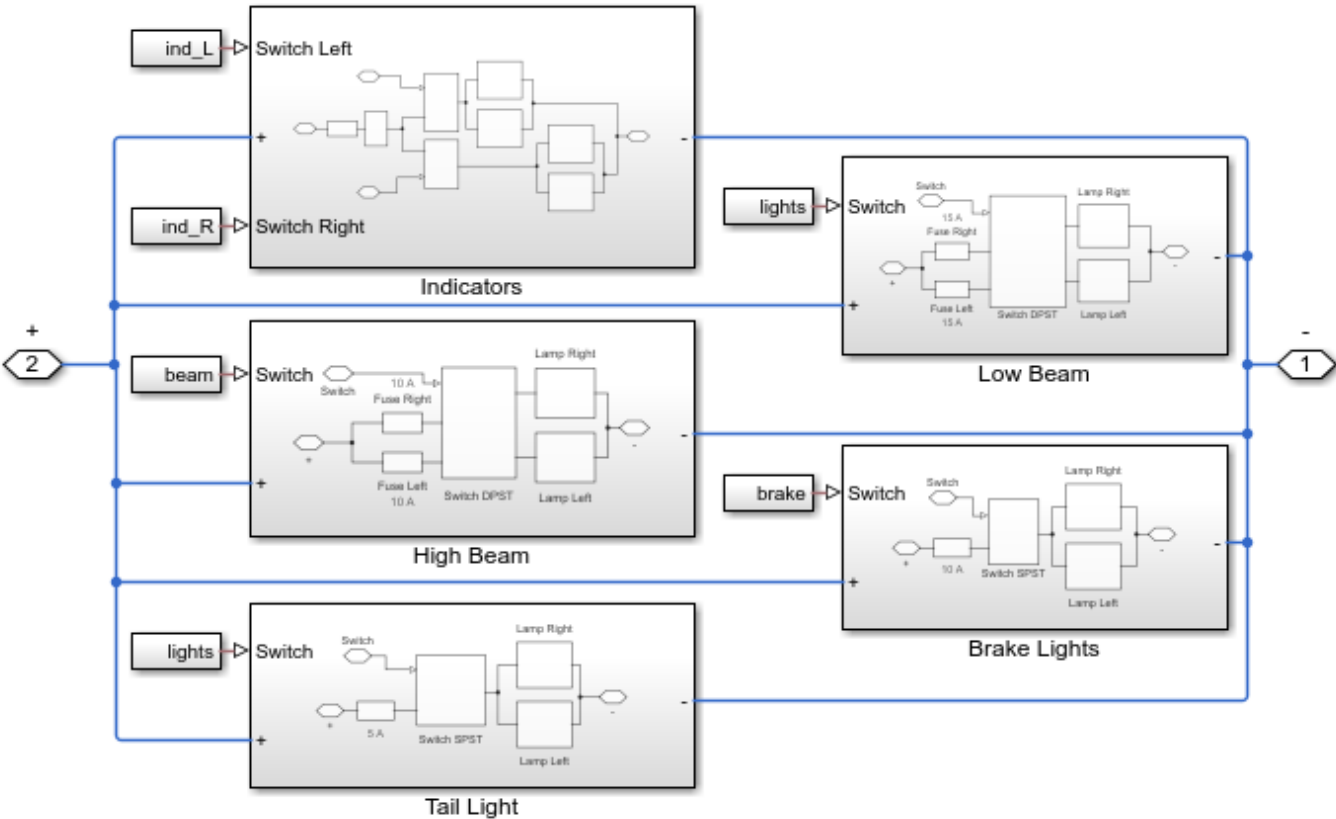 ind_L
Switch Left
+
-
ind_R
Switch Right
Indicators
lights
Switch
Switch
15 A
Fuse Right
Lamp Right
+
-
-
Fuse Left
15 A
Switch DPST
Lamp Left
+
Low Beam
+
2
-
1
beam
Switch
Switch
10 A
Fuse Right
Lamp Right
+
-
-
Fuse Left
10 A
Switch DPST
Lamp Left
+
High Beam
brake
Switch
Switch
Lamp Right
+
10 A
Switch SPST
-
-
Lamp Left
+
Brake Lights
lights
Switch
Switch
Lamp Right
+
5 A
Switch SPST
-
-
Lamp Left
+
Tail Light